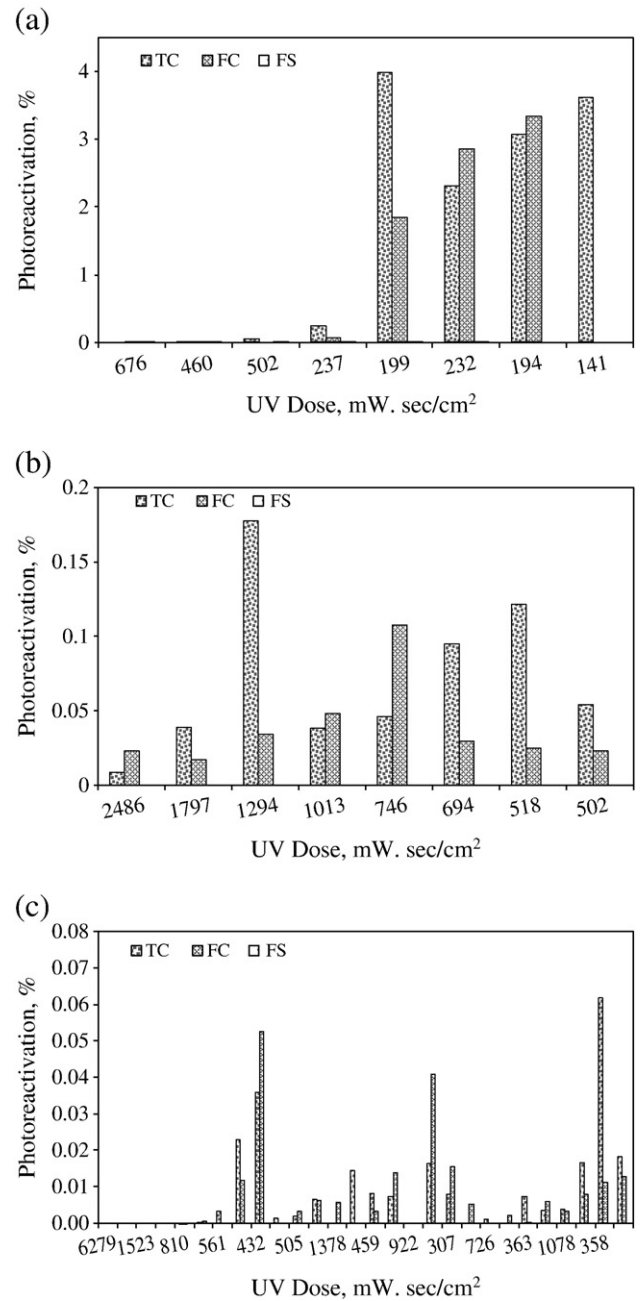 (a)
TC FC FS
4
3
2
1
0
Photoreactivation, %
676 460 502 237 199 232 194 141
UV Dose, mW. sec/cm²
(b)
0.2
TC FC FS
0.15
0.1
0.05
0
Photoreactivation, %
2486 1797 1294 1013 746 694 518 502
UV Dose, mW. sec/cm²
(c)
0.08
TC FC FS
0.07
0.06
0.05
0.04
0.03
0.02
0.01
0.00
Photoreactivation, %
6279 1523 810 561 432 505 1378 459 922 307 726 363 1078 358
UV Dose, mW. sec/cm²